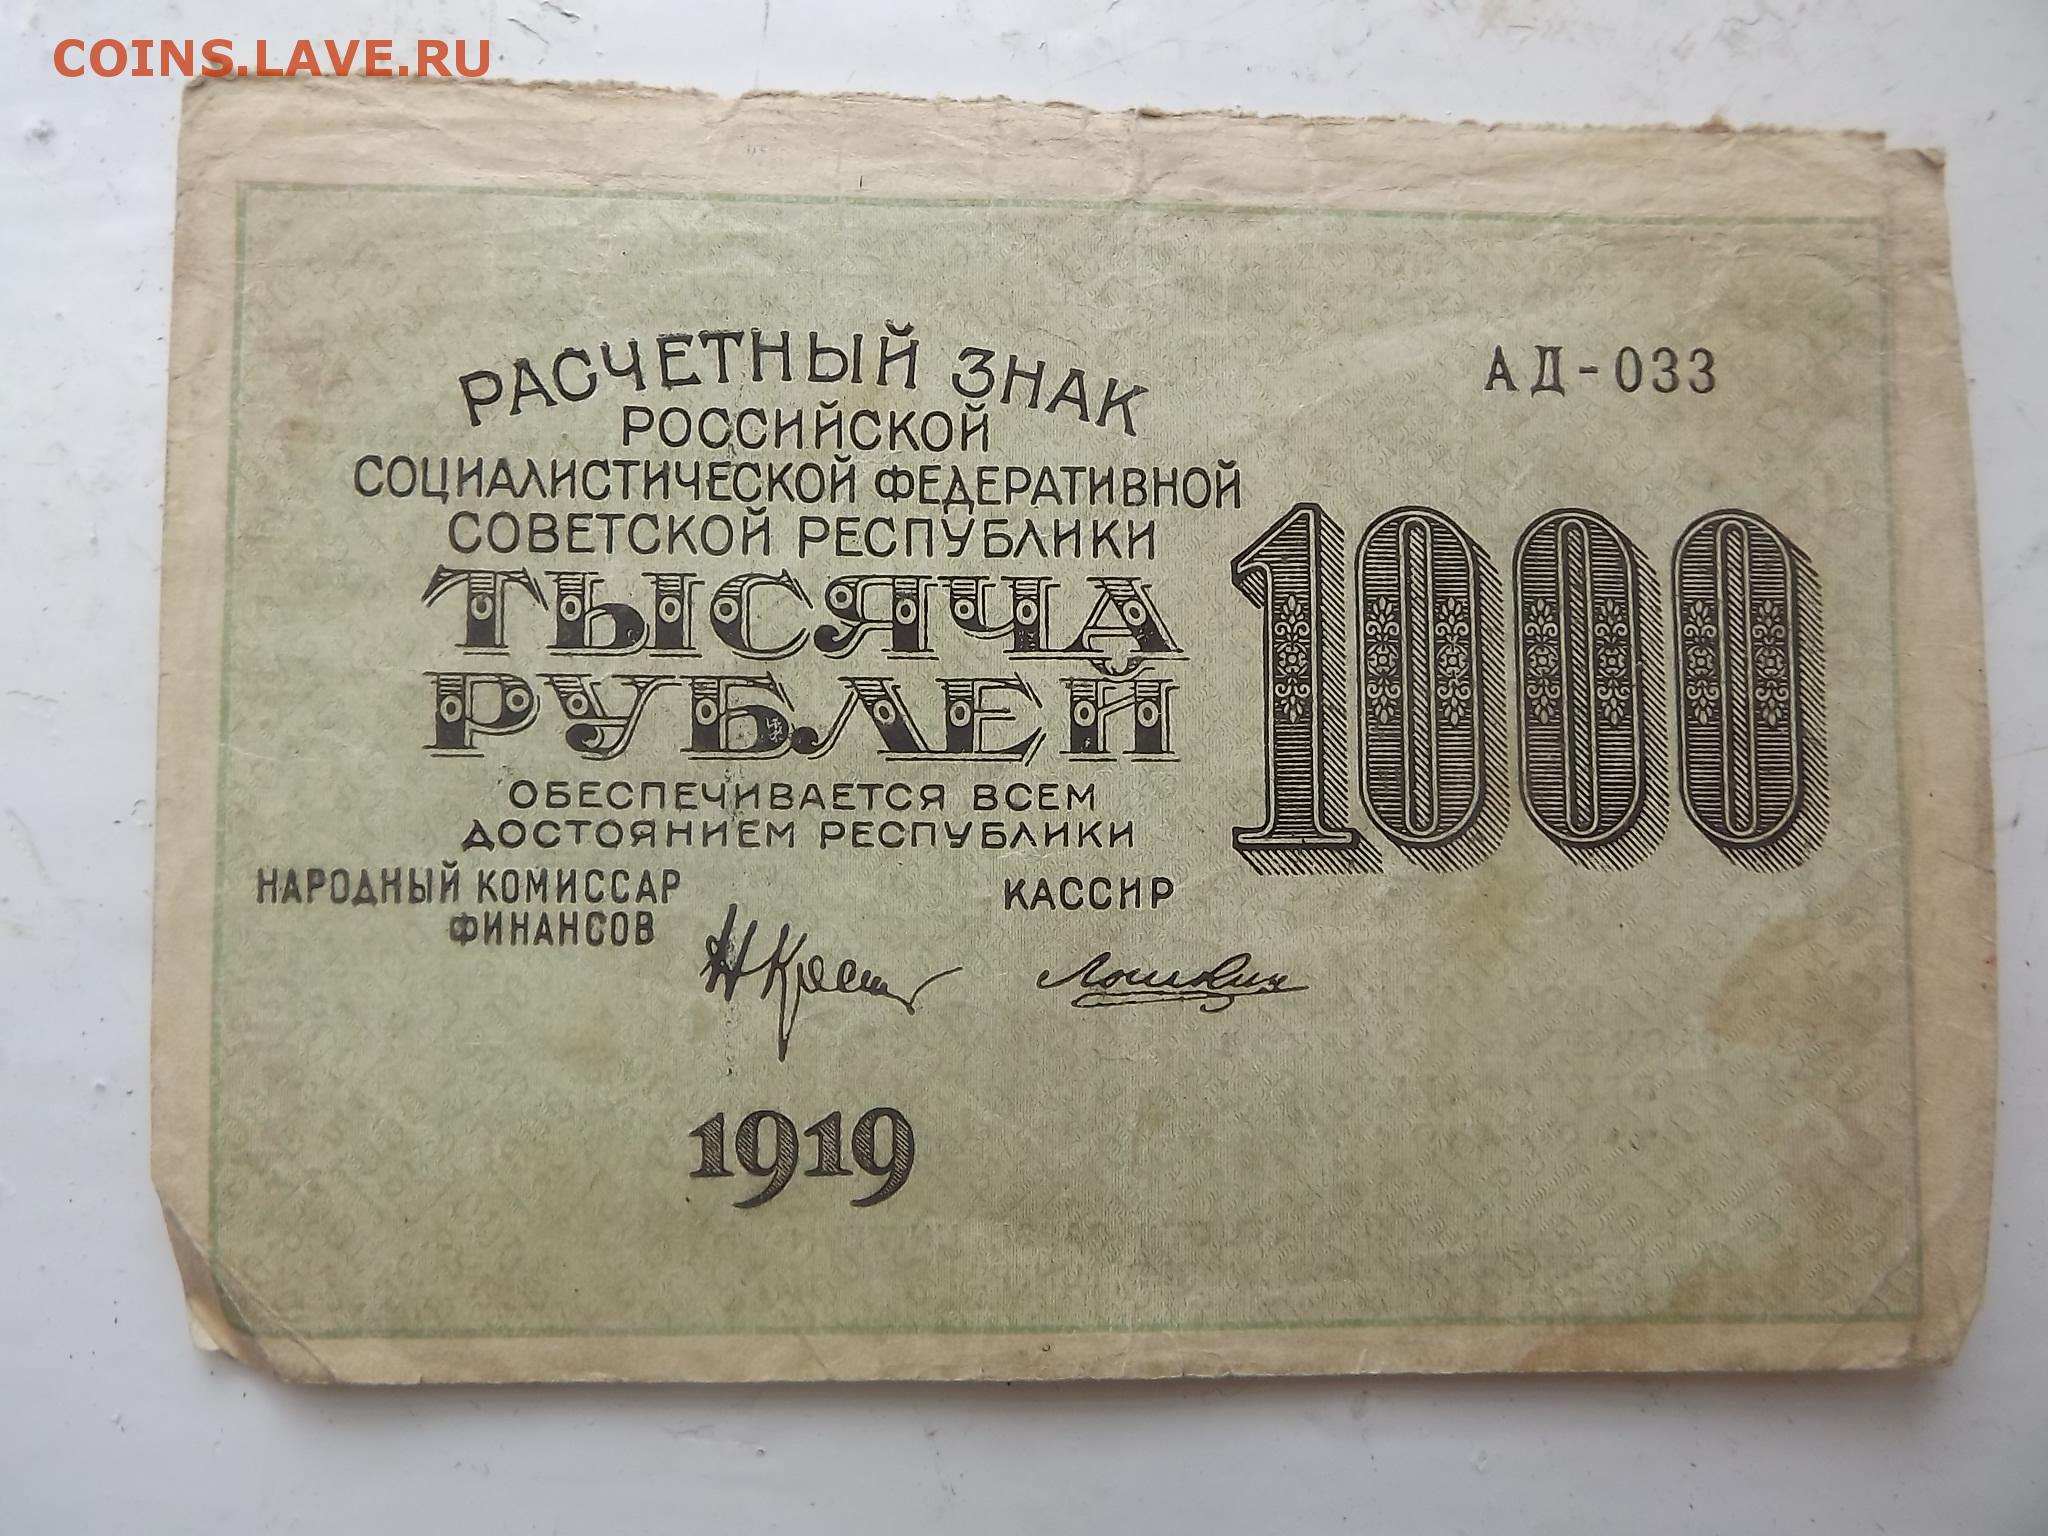 COINS.LAVE.RU
РАСЧЕТНЫЙ ЗНАК
РОССИЙСКОЙ
СОЦИАЛИСТИЧЕСКОЙ ФЕДЕРАТИВНОЙ
СОВЕТСКОЙ РЕСПУБЛИКИ
АД-033
ТЫСЯЧА
РУБЛЕЙ
1000
ОБЕСПЕЧИВАЕТСЯ ВСЕМ
ДОСТОЯНИЕМ РЕСПУБЛИКИ
НАРОДНЫЙ КОМИССАР
ФИНАНСОВ
КАССИР
1919